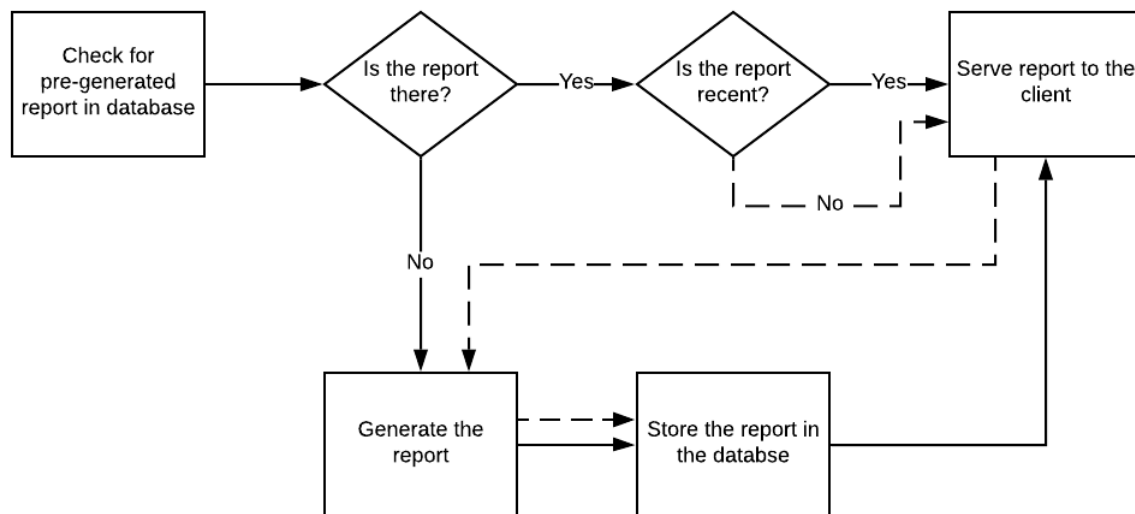 Check for
pre-generated
report in database
Is the report
there?
Yes
Is the report
recent?
Yes
Serve report to the
client
No
No
Generate the
report
Store the report in
the databse